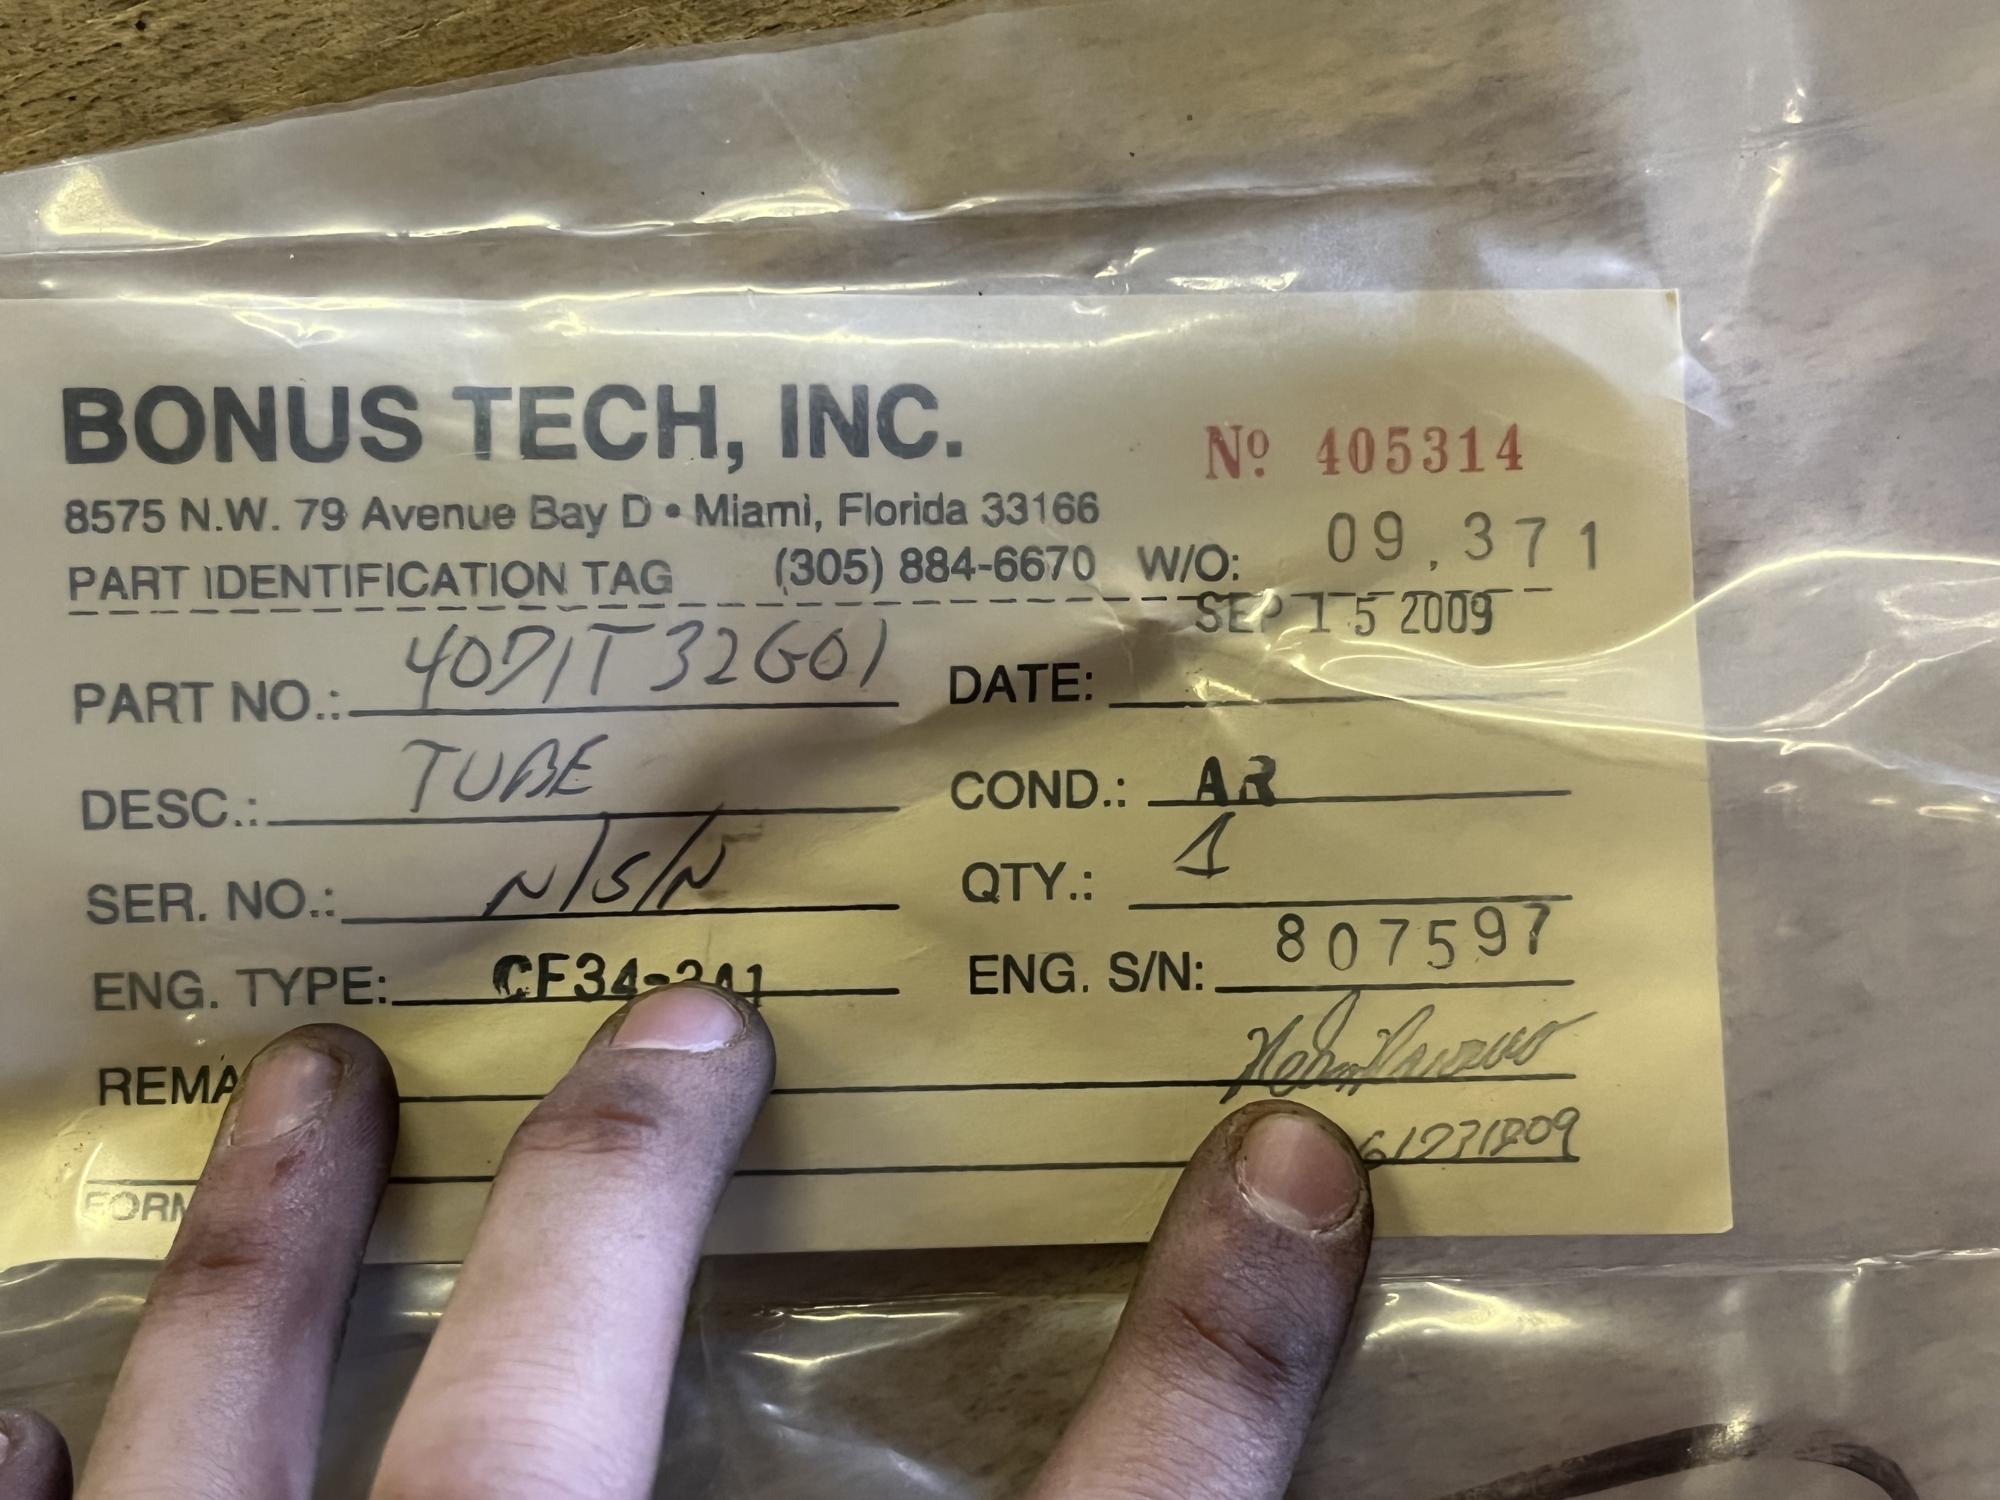 BONUS TECH, INC.
Nº 405314
8575 N.W. 79 Avenue Bay D • Miami, Florida 33166
PART IDENTIFICATION TAG (305) 884-6670 W/O: 09,371
SEP 15 2009
PART NO.: 4071T32G01 DATE:
DESC.: TUBE COND.: AR
SER. NO.: N/S/N QTY.: 1
ENG. TYPE: CF34-3A1 ENG. S/N: 807597